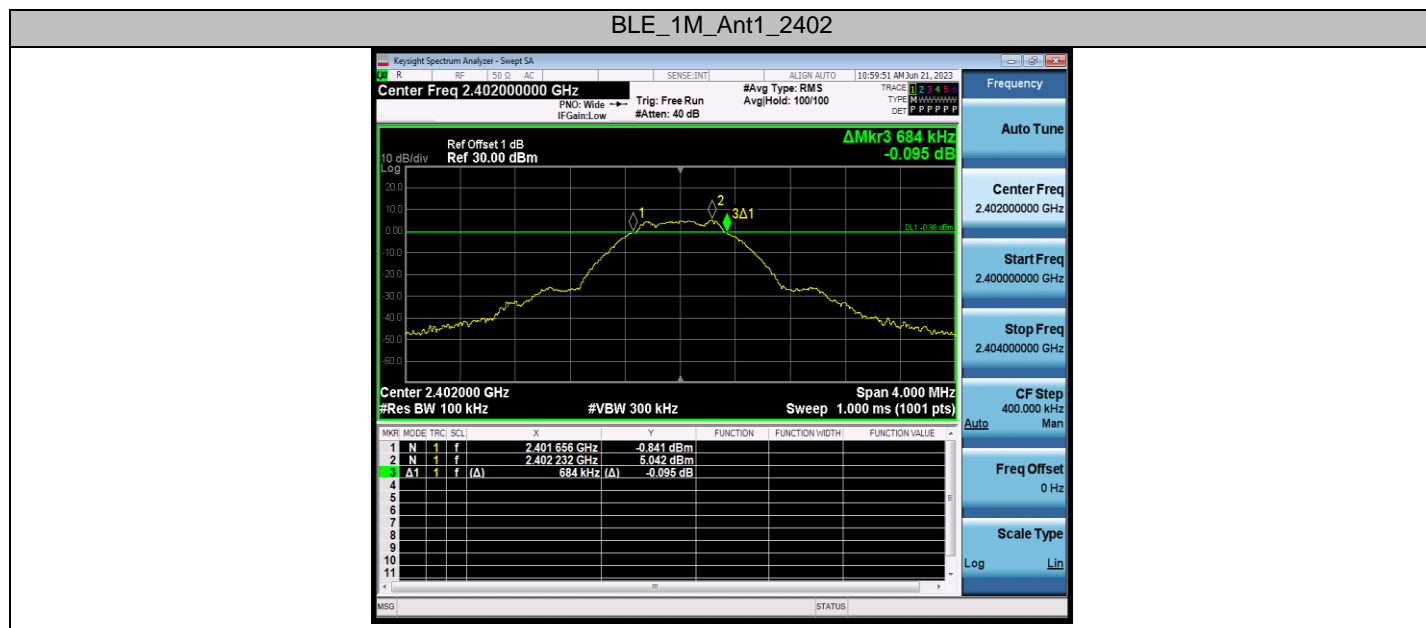 BLE_1M_Ant1_2402
Keysight Spectrum Analyzer - Swept SA
R RF 50 Ω AC SENSE:INT ALIGN AUTO 10:59:51 AM Jun 21, 2023
Center Freq 2.402000000 GHz
PNO: Wide
IFGain:Low
Trig: Free Run
#Atten: 40 dB
#Avg Type: RMS
Avg|Hold: 100/100
TRACE 1 2 3 4 5 6
TYPE M W W W W W
DET P P P P P P
ΔMkr3 684 kHz
-0.095 dB
Ref Offset 1 dB
10 dB/div Ref 30.00 dBm
Log
20.0
10.0
0.00
-10.0
-20.0
-30.0
-40.0
-50.0
-60.0
1
2
3Δ1
DL1 -0.96 dBm
Center 2.402000 GHz Span 4.000 MHz
#Res BW 100 kHz #VBW 300 kHz Sweep 1.000 ms (1001 pts)
MKR MODE TRC SCL X Y FUNCTION FUNCTION WIDTH FUNCTION VALUE
1 N 1 f 2.401 656 GHz -0.841 dBm
2 N 1 f 2.402 232 GHz 5.042 dBm
3 Δ1 1 f (Δ) 684 kHz (Δ) -0.095 dB
4
5
6
7
8
9
10
11
MSG STATUS
Frequency
Auto Tune
Center Freq
2.402000000 GHz
Start Freq
2.400000000 GHz
Stop Freq
2.404000000 GHz
CF Step
400.000 kHz
Auto Man
Freq Offset
0 Hz
Scale Type
Log Lin